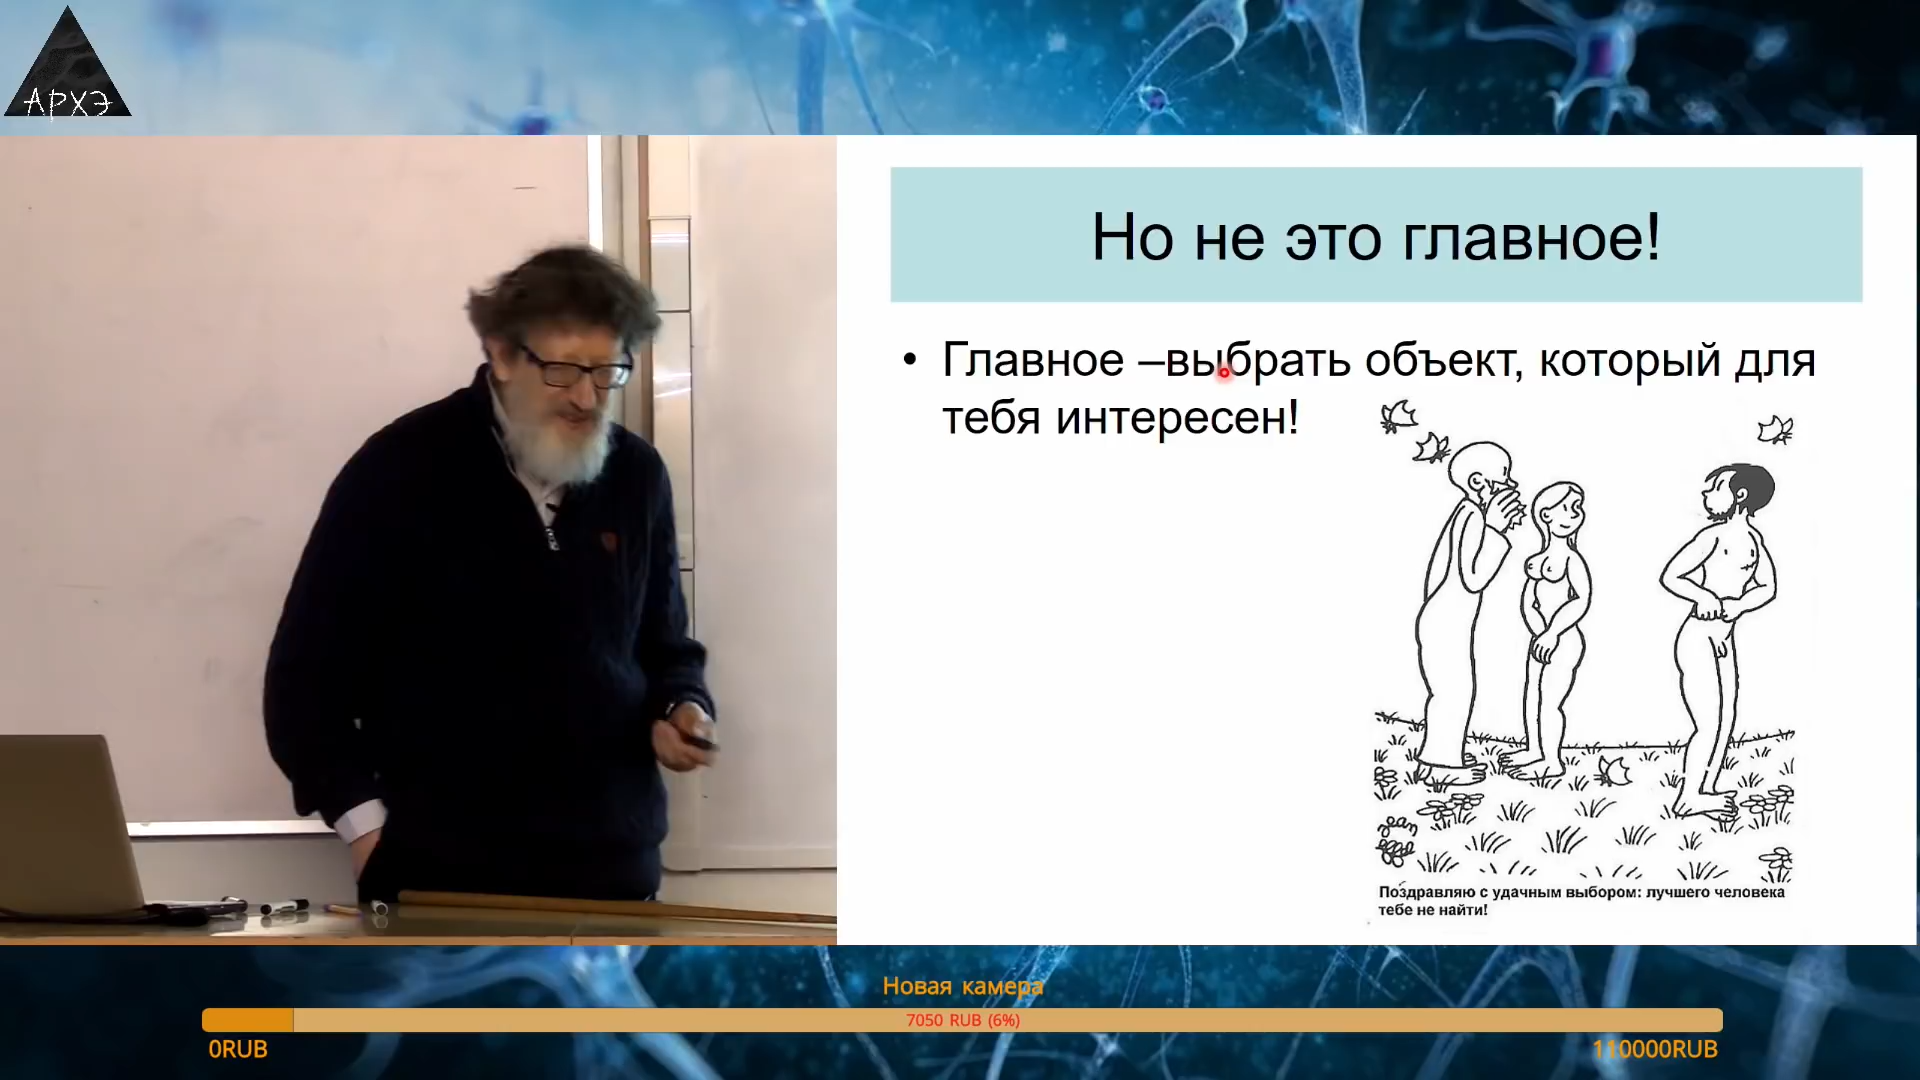 АРХЭ
Но не это главное!
• Главное –выбрать объект, который для
тебя интересен!
Поздравляю с удачным выбором: лучшего человека
тебе не найти!
Новая камера
7050 RUB (6%)
0RUB
110000RUB